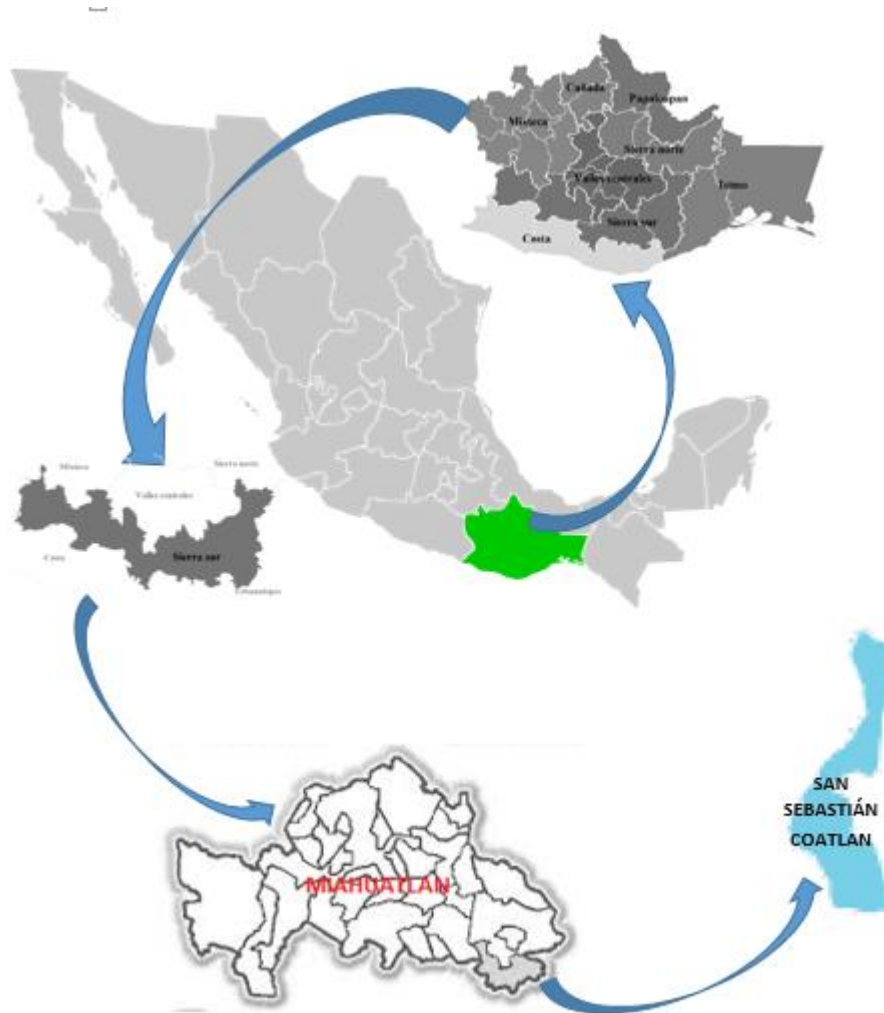 Cañada
Papaloapan
Mixteca
Sierra norte
Valles centrales
Istmo
Sierra sur
Costa
Mixteca
Sierra norte
Valles centrales
Costa
Sierra sur
MIAHUATLAN
SAN
SEBASTIÁN
COATLAN